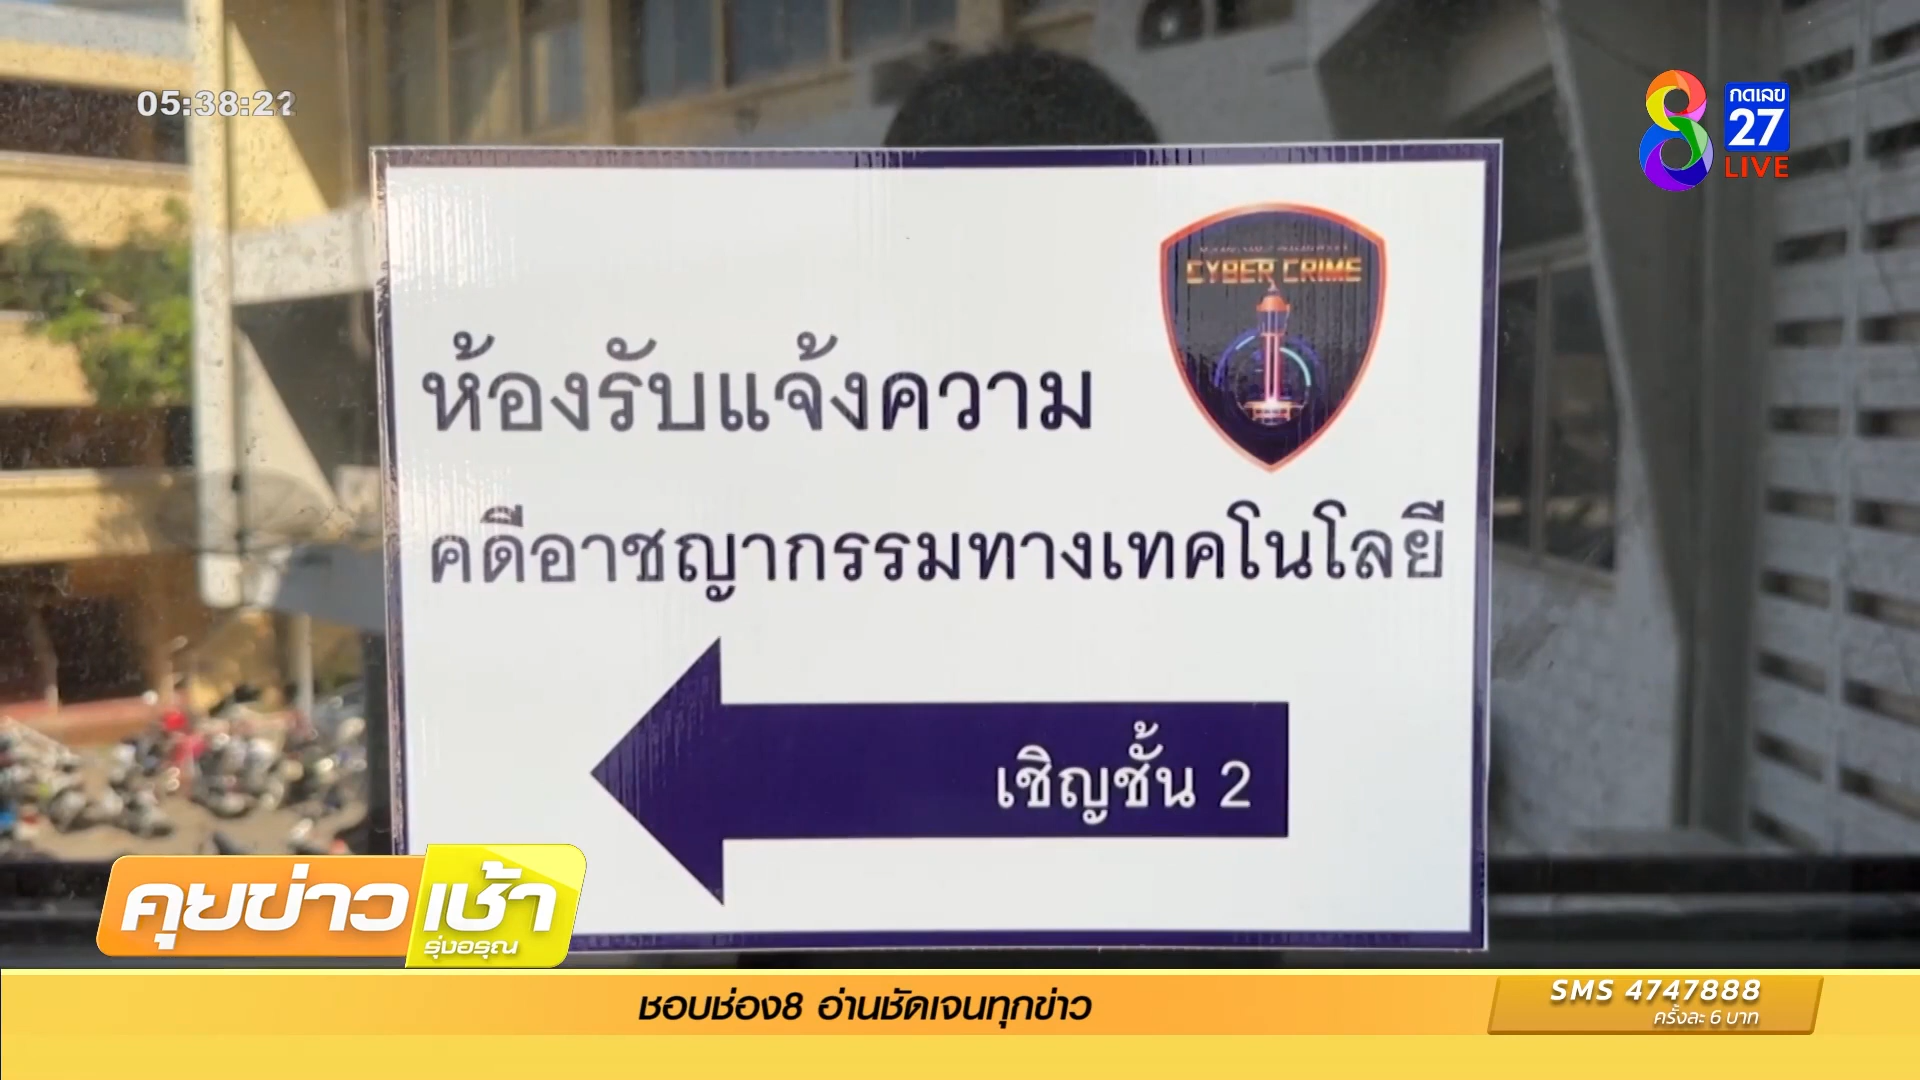 กดเลข
27
LIVE
CYBER CRIME
ห้องรับแจ้งความ
คดีอาชญากรรมทางเทคโนโลยี
เชิญชั้น 2
คุยข่าวเช้า
รุ่งอรุณ
ชอบช่อง8 อ่านชัดเจนทุกข่าว
SMS 4747888
ครั้งละ 6 บาท